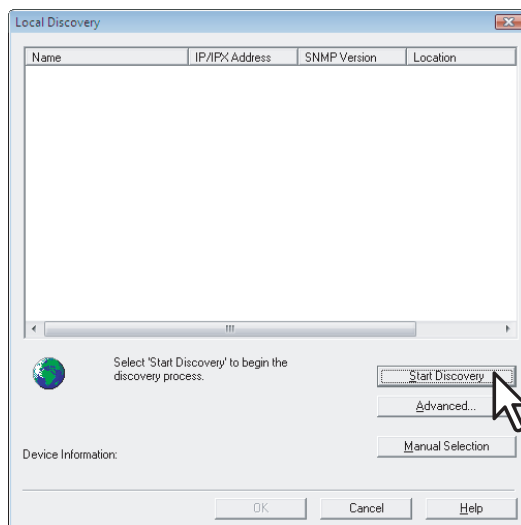 Local Discovery
Name IP/IPX Address SNMP Version Location
Select 'Start Discovery' to begin the
discovery process.
Start Discovery
Advanced...
Manual Selection
Device Information:
OK Cancel Help